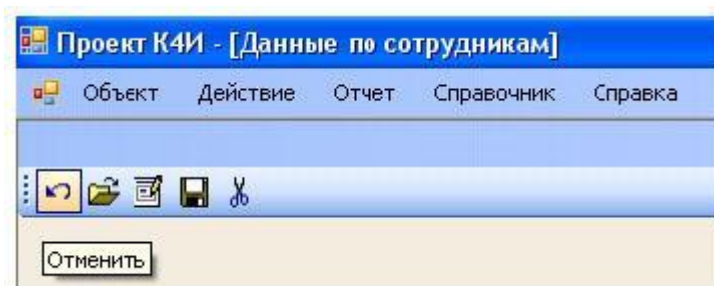 Проект К4И - [Данные по сотрудникам]
Объект Действие Отчет Справочник Справка
Отменить